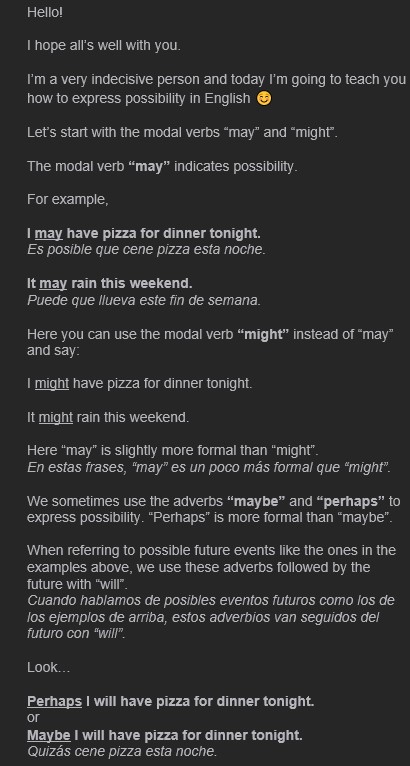 Hello!
I hope all’s well with you.
I’m a very indecisive person and today I’m going to teach you
how to express possibility in English 😊
Let’s start with the modal verbs “may” and “might”.
The modal verb “may” indicates possibility.
For example,
I may have pizza for dinner tonight.
Es posible que cene pizza esta noche.
It may rain this weekend.
Puede que llueva este fin de semana.
Here you can use the modal verb “might” instead of “may”
and say:
I might have pizza for dinner tonight.
It might rain this weekend.
Here “may” is slightly more formal than “might”.
En estas frases, “may” es un poco más formal que “might”.
We sometimes use the adverbs “maybe” and “perhaps” to
express possibility. “Perhaps” is more formal than “maybe”.
When referring to possible future events like the ones in the
examples above, we use these adverbs followed by the
future with “will”.
Cuando hablamos de posibles eventos futuros como los de
los ejemplos de arriba, estos adverbios van seguidos del
futuro con “will”.
Look…
Perhaps I will have pizza for dinner tonight.
or
Maybe I will have pizza for dinner tonight.
Quizás cene pizza esta noche.